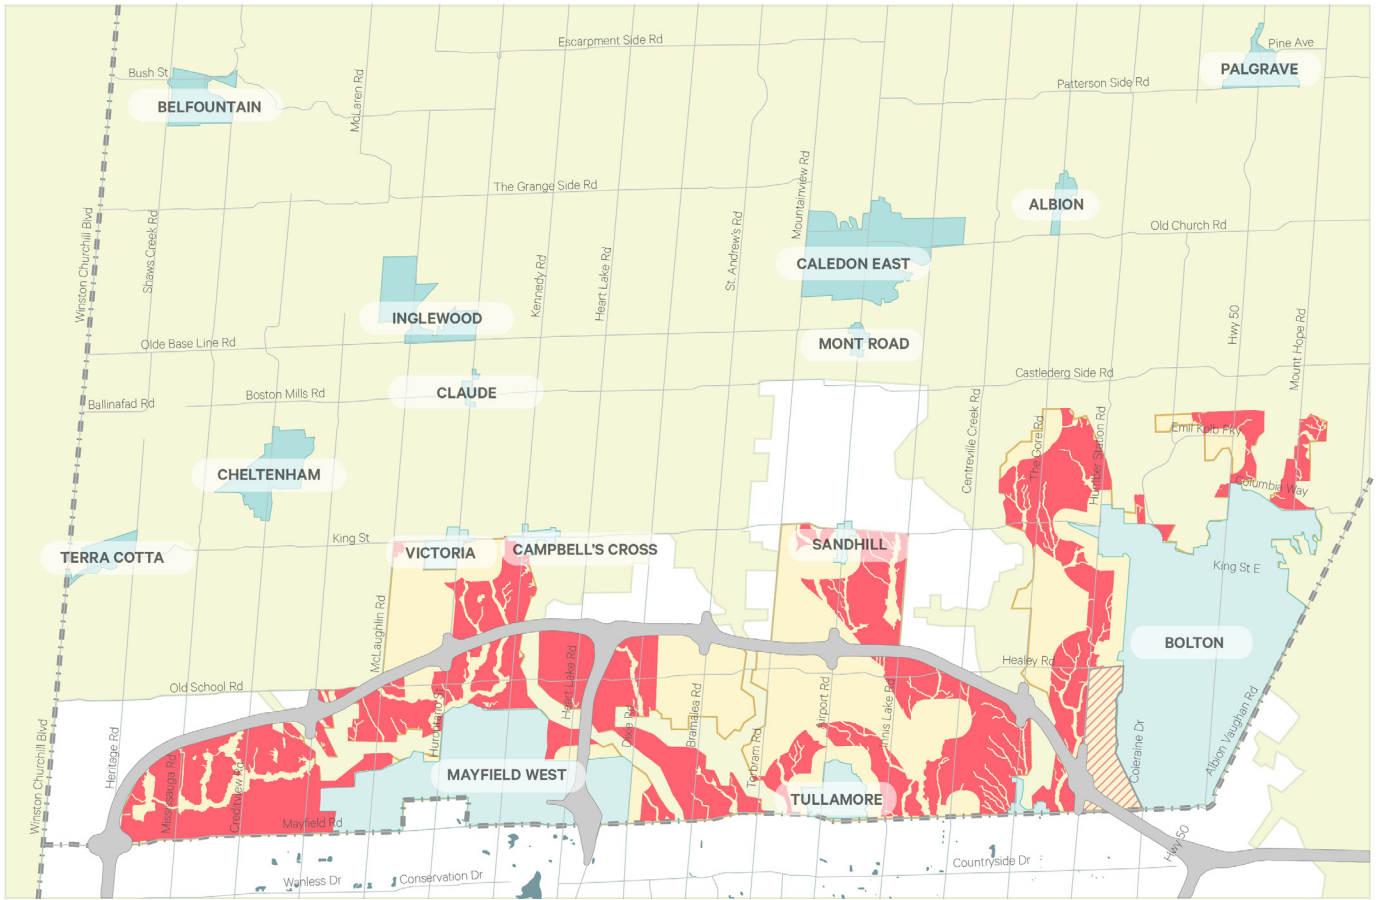 Escarpment Side Rd
Pine Ave
Bush St
PALGRAVE
Patterson Side Rd
BELFOUNTAIN
McLaren Rd
The Grange Side Rd
Mountainview Rd
ALBION
Winston Churchill Blvd
Shaws Creek Rd
St. Andrew's Rd
Old Church Rd
CALEDON EAST
Kennedy Rd
Heart Lake Rd
INGLEWOOD
Hwy 50
Olde Base Line Rd
MONT ROAD
Mount Hope Rd
Castlederg Side Rd
Boston Mills Rd
CLAUDE
Ballinafad Rd
Centreville Creek Rd
The Gore Rd
Humber Station Rd
Emil Kolb Pky
CHELTENHAM
Columbia Way
King St
TERRA COTTA
VICTORIA
CAMPBELL'S CROSS
SANDHILL
King St E
McLaughlin Rd
BOLTON
Healey Rd
Old School Rd
Heart Lake Rd
Hurontario St
Dixie Rd
Bramalea Rd
Torbram Rd
Airport Rd
Innis Lake Rd
Coleraine Dr
Albion Vaughan Rd
Winston Churchill Blvd
Heritage Rd
Mississauga Rd
Creditview Rd
MAYFIELD WEST
TULLAMORE
Mayfield Rd
Hwy 50
Countryside Dr
Wanless Dr
Conservation Dr